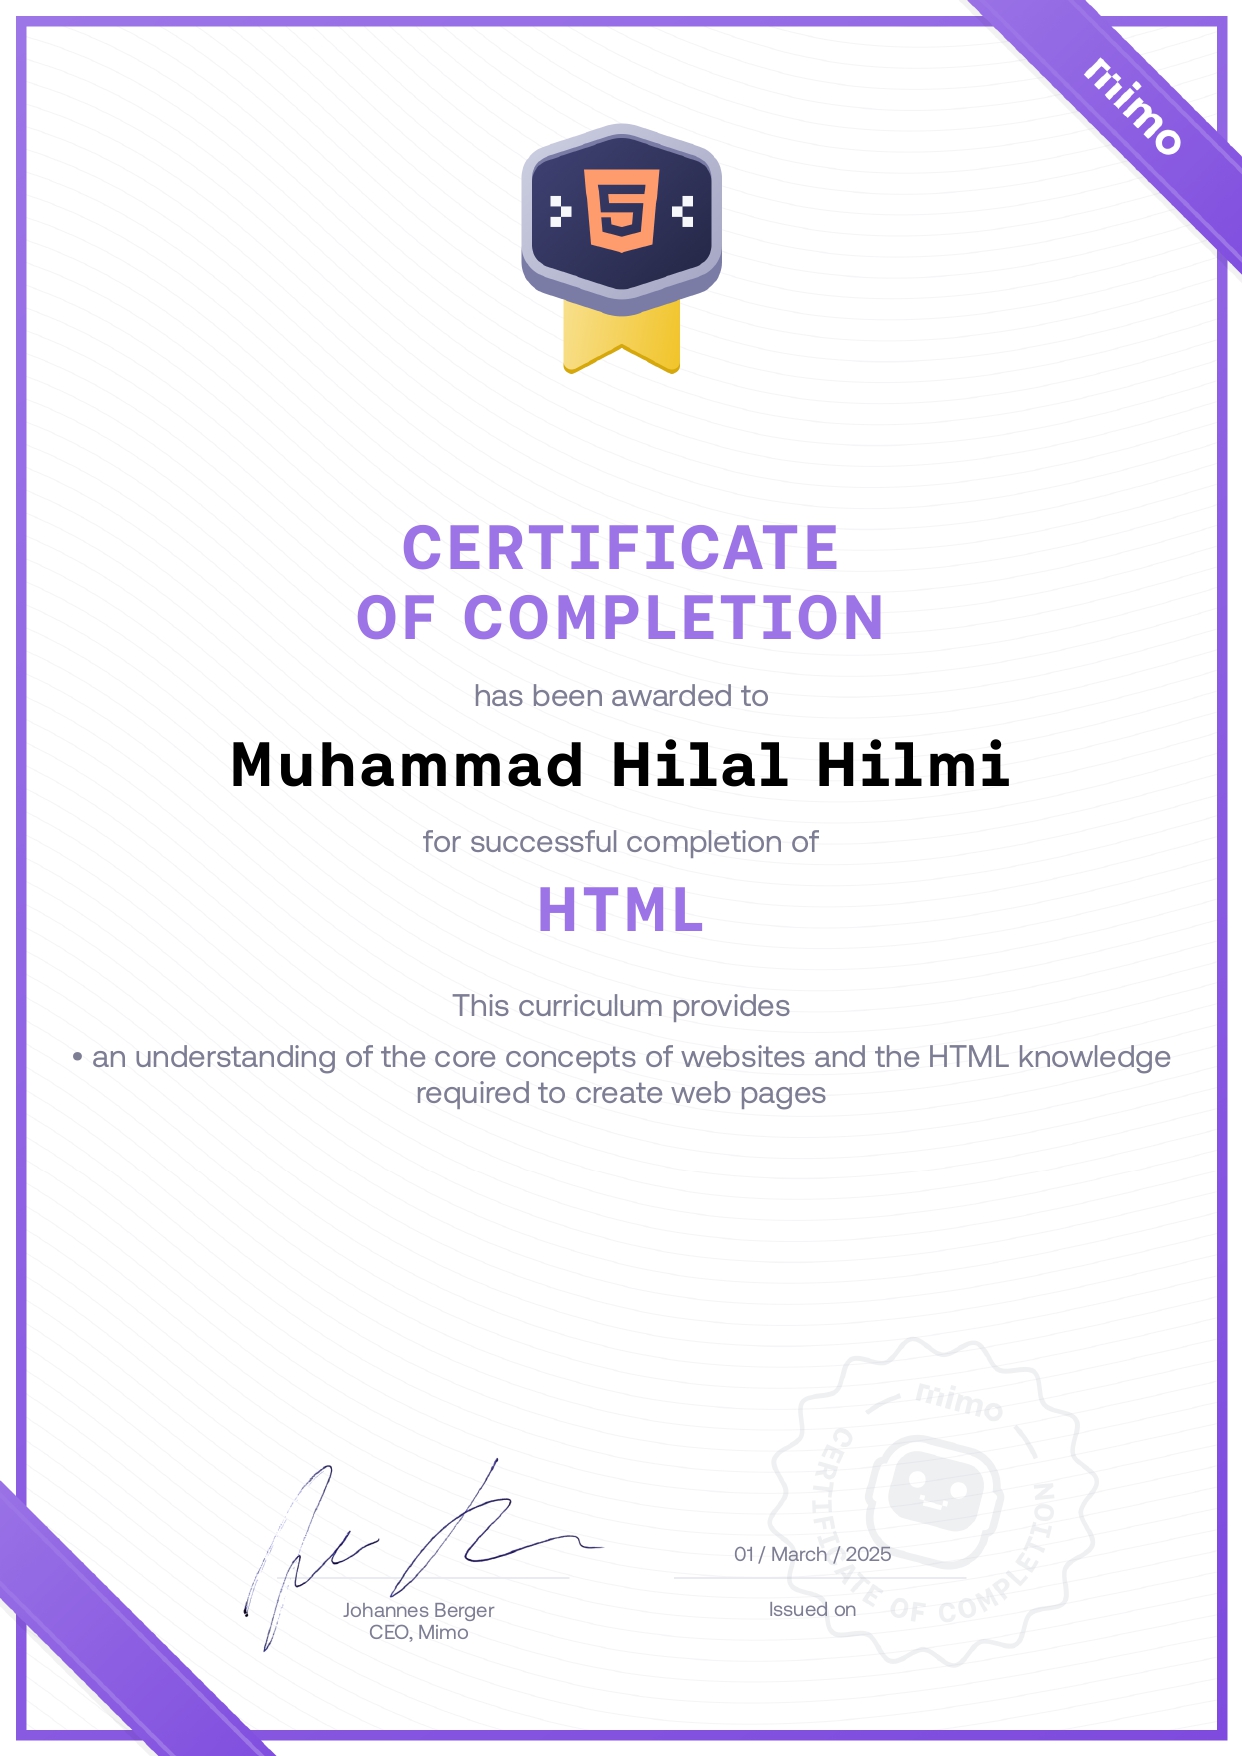 mimo
5
CERTIFICATE
OF COMPLETION
has been awarded to
Muhammad Hilal Hilmi
for successful completion of
HTML
This curriculum provides
• an understanding of the core concepts of websites and the HTML knowledge
required to create web pages
mimo
CERTIFICATE OF COMPLETION
01 / March / 2025
Issued on
Johannes Berger
CEO, Mimo